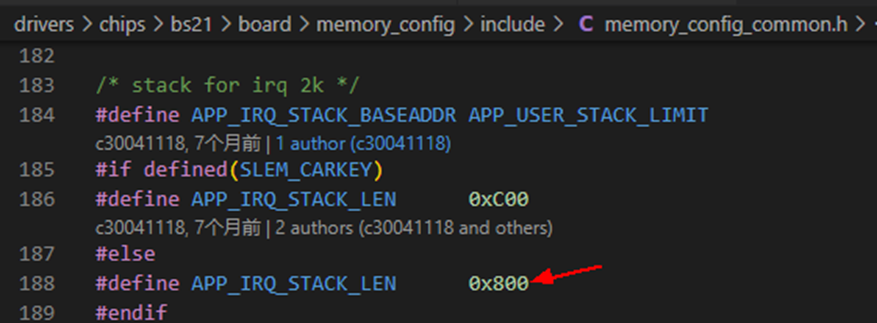 drivers > chips > bs21 > board > memory_config > include > C memory_config_common.h >
182
183 /* stack for irq 2k */
184 #define APP_IRQ_STACK_BASEADDR APP_USER_STACK_LIMIT
c30041118, 7个月前 | 1 author (c30041118)
185 #if defined(SLEM_CARKEY)
186 #define APP_IRQ_STACK_LEN 0xC00
c30041118, 7个月前 | 2 authors (c30041118 and others)
187 #else
188 #define APP_IRQ_STACK_LEN 0x800
189 #endif